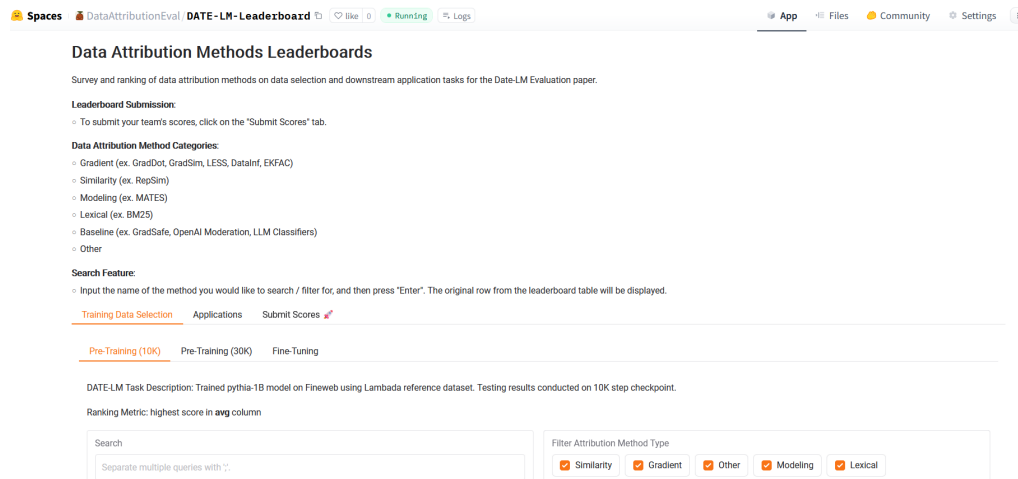 Spaces DataAttributionEval/DATE-LM-Leaderboard like 0 Running Logs App Files Community Settings
Data Attribution Methods Leaderboards
Survey and ranking of data attribution methods on data selection and downstream application tasks for the Date-LM Evaluation paper.
Leaderboard Submission:
To submit your team's scores, click on the "Submit Scores" tab.
Data Attribution Method Categories:
Gradient (ex. GradDot, GradSim, LESS, DataInf, EKFAC)
Similarity (ex. RepSim)
Modeling (ex. MATES)
Lexical (ex. BM25)
Baseline (ex. GradSafe, OpenAI Moderation, LLM Classifiers)
Other
Search Feature:
Input the name of the method you would like to search / filter for, and then press "Enter". The original row from the leaderboard table will be displayed.
Training Data Selection Applications Submit Scores 🚀
Pre-Training (10K) Pre-Training (30K) Fine-Tuning
DATE-LM Task Description: Trained pythia-1B model on Fineweb using Lambada reference dataset. Testing results conducted on 10K step checkpoint.
Ranking Metric: highest score in avg column
Search
Separate multiple queries with ';'.
Filter Attribution Method Type
Similarity Gradient Other Modeling Lexical